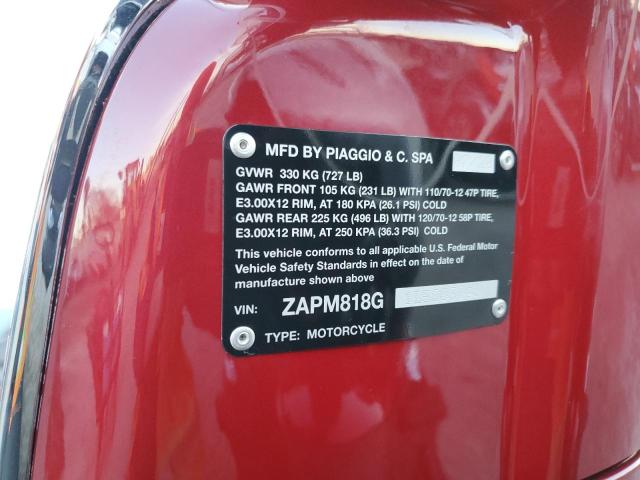 MFD BY PIAGGIO & C. SPA
GVWR 330 KG (727 LB)
GAWR FRONT 105 KG (231 LB) WITH 110/70-12 47P TIRE,
E3.00X12 RIM, AT 180 KPA (26.1 PSI) COLD
GAWR REAR 225 KG (496 LB) WITH 120/70-12 58P TIRE,
E3.00X12 RIM, AT 250 KPA (36.3 PSI) COLD
This vehicle conforms to all applicable U.S. Federal Motor
Vehicle Safety Standards in effect on the date of
manufacture shown above
VIN: ZAPM818G
TYPE: MOTORCYCLE